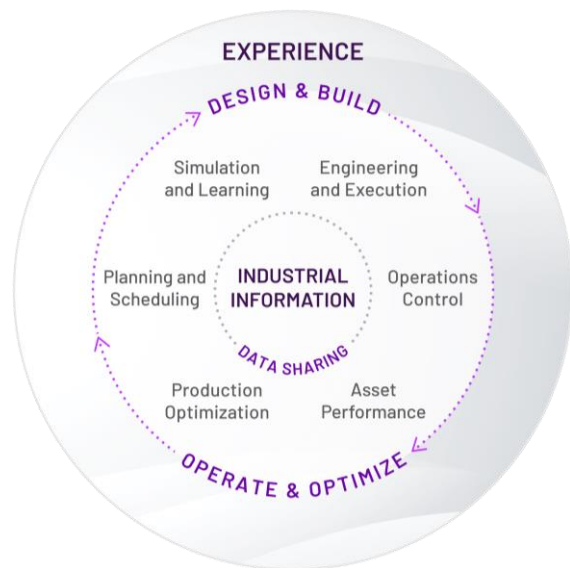 EXPERIENCE
DESIGN & BUILD
Simulation
and Learning
Engineering
and Execution
Planning and
Scheduling
INDUSTRIAL
INFORMATION
DATA SHARING
Operations
Control
Production
Optimization
Asset
Performance
OPERATE & OPTIMIZE